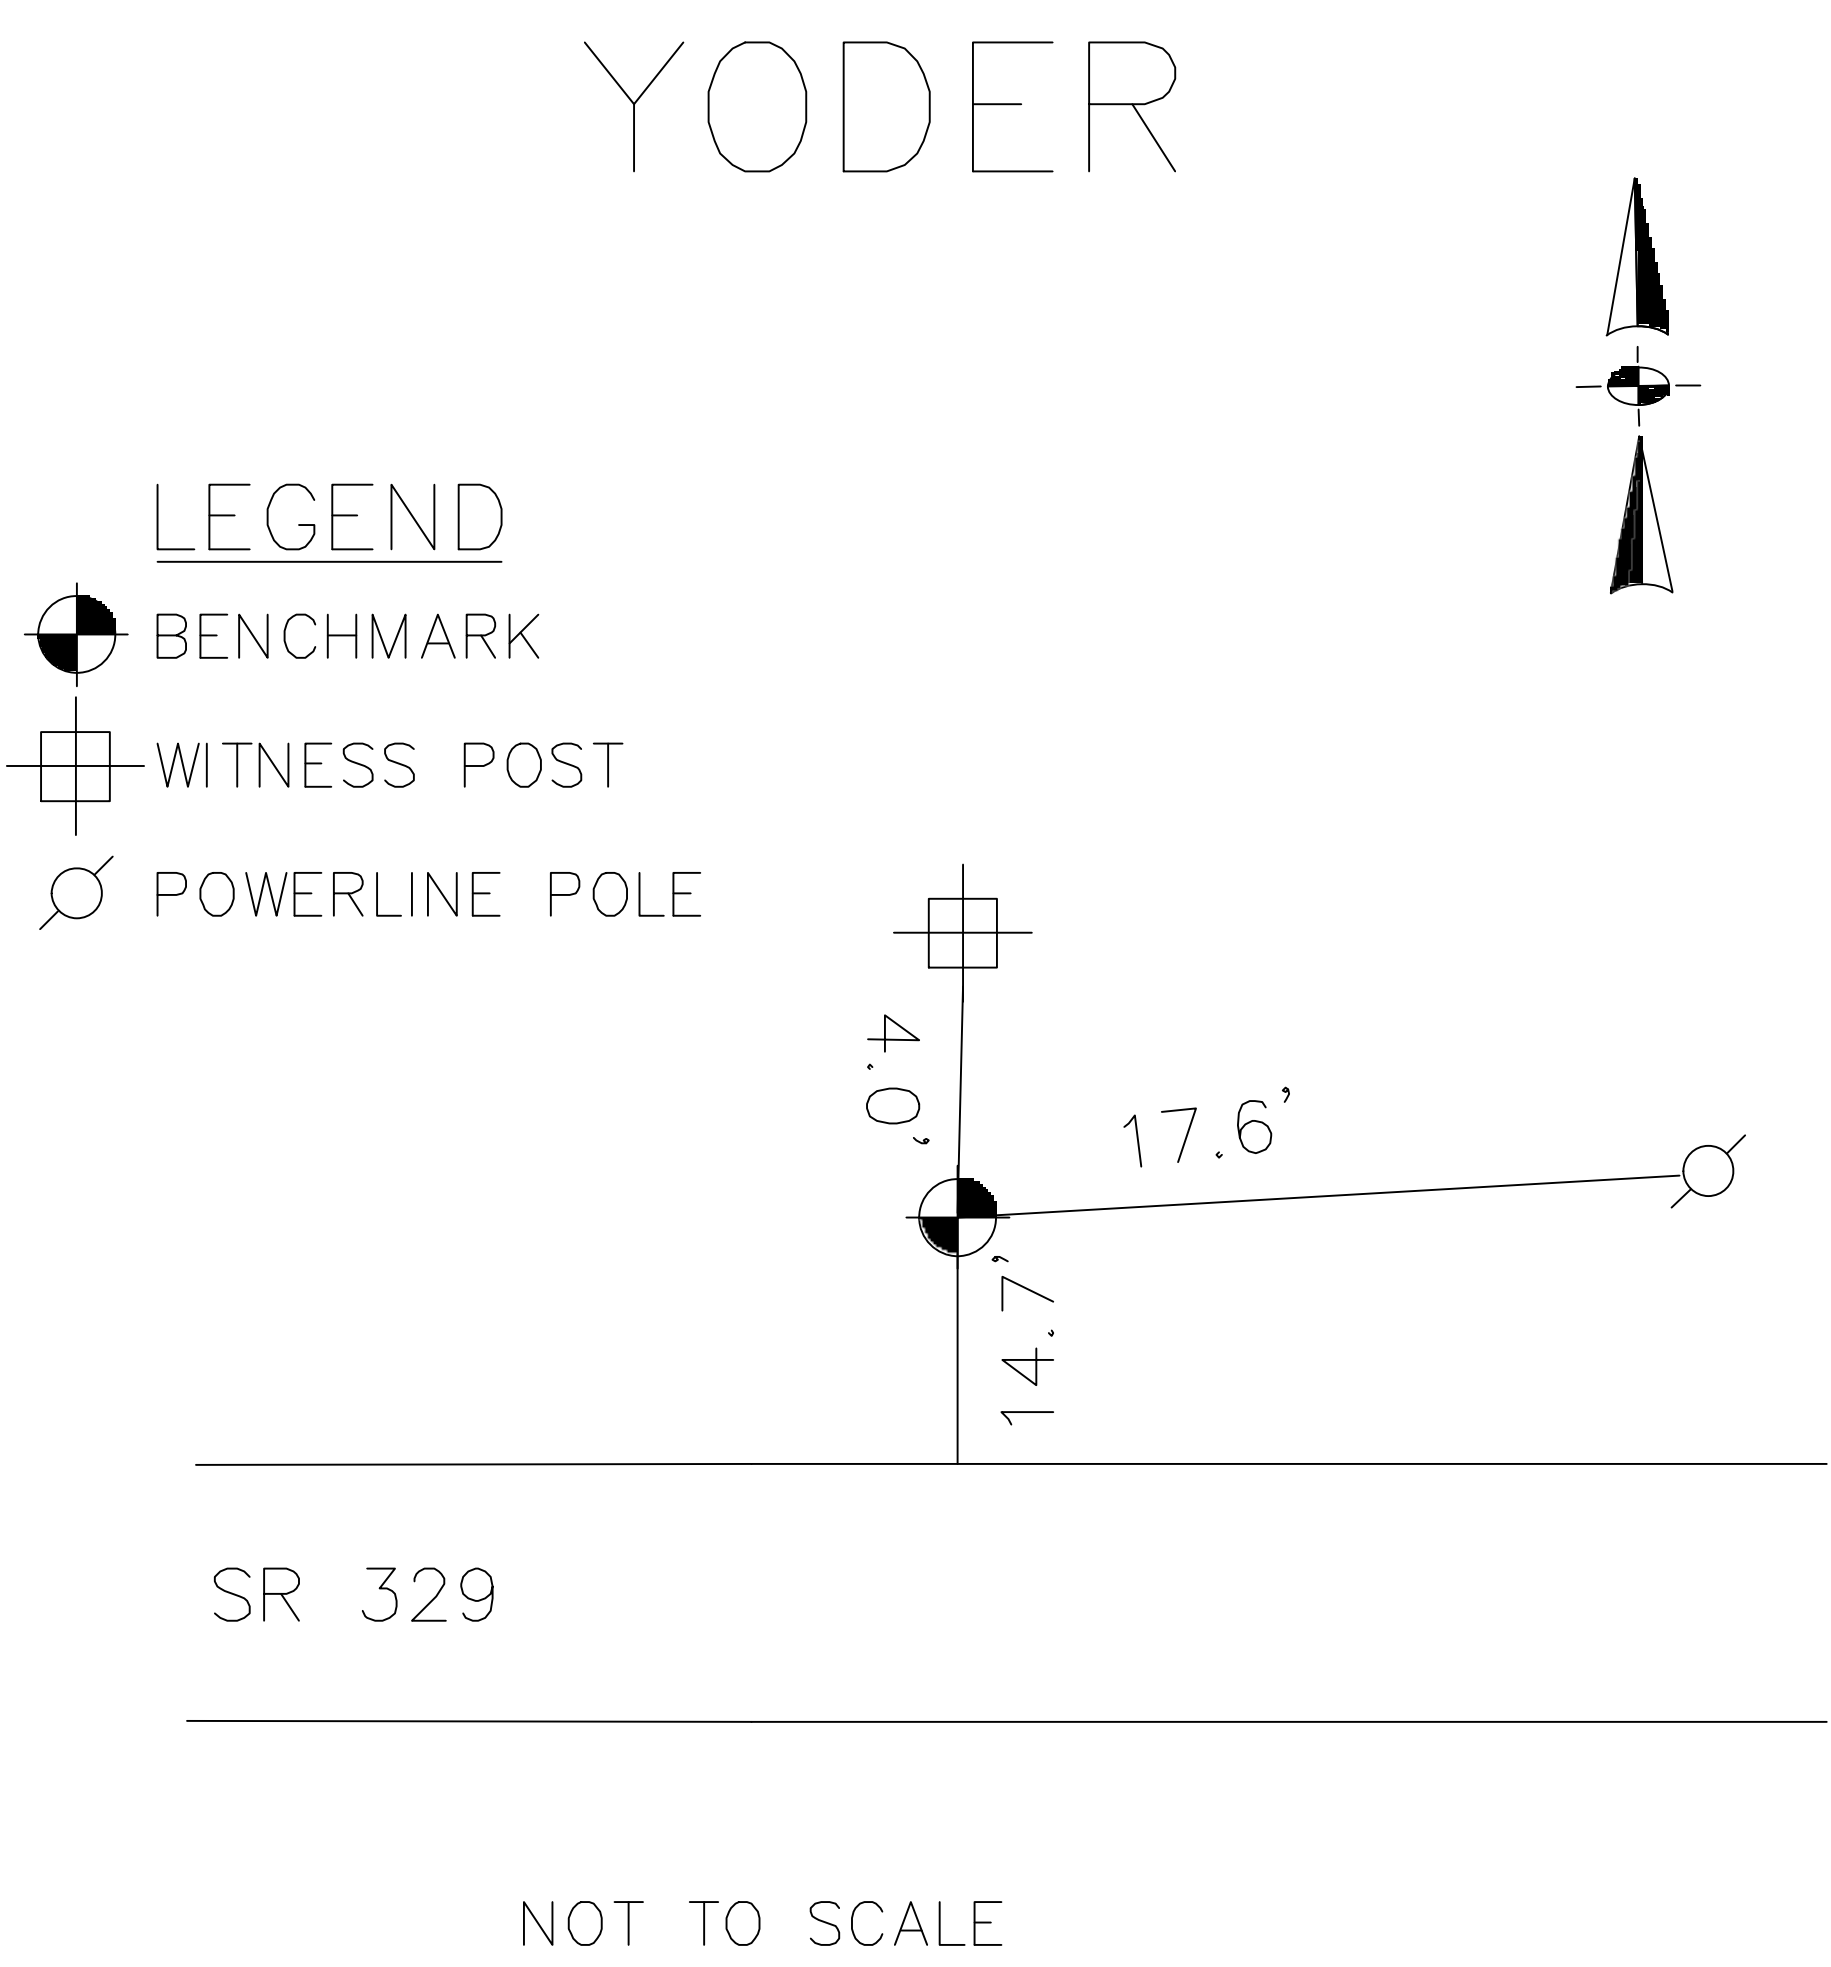 YODER
LEGEND
BENCHMARK
WITNESS POST
POWERLINE POLE
4.0'
17.6'
14.7'
SR 329
NOT TO SCALE